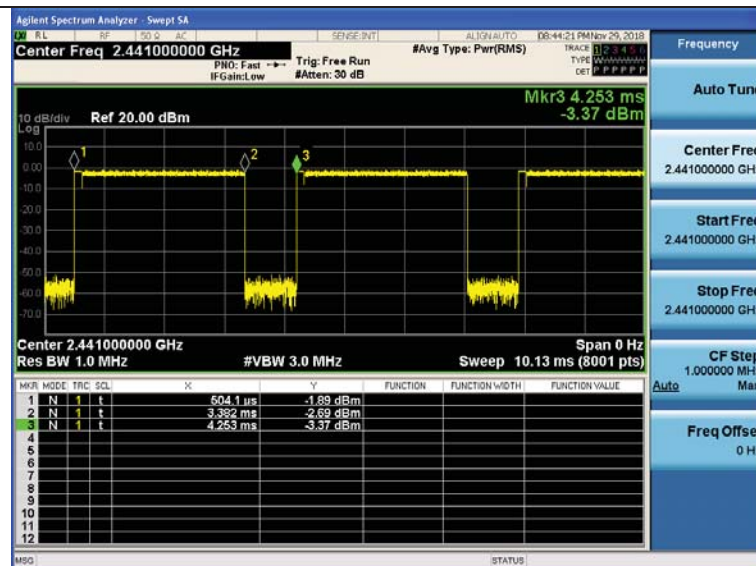 Agilent Spectrum Analyzer - Swept SA
LXI RL RF 50 Ω AC SENSE:INT ALIGNAUTO 08:44:21 PM Nov 29, 2018
Center Freq 2.441000000 GHz #Avg Type: Pwr(RMS) TRACE 1 2 3 4 5 6
PNO: Fast Trig: Free Run TYPE WWWWWW
IFGain:Low #Atten: 30 dB DET P P P P P P
Mkr3 4.253 ms
10 dB/div Ref 20.00 dBm -3.37 dBm
Log
10.0
0.00
-10.0
-20.0
-30.0
-40.0
-50.0
-60.0
-70.0
1
2
3
Center 2.441000000 GHz Span 0 Hz
Res BW 1.0 MHz #VBW 3.0 MHz Sweep 10.13 ms (8001 pts)
MKR MODE TRC SCL X Y FUNCTION FUNCTION WIDTH FUNCTION VALUE
1 N 1 t 504.1 µs -1.89 dBm
2 N 1 t 3.382 ms -2.69 dBm
3 N 1 t 4.253 ms -3.37 dBm
4
5
6
7
8
9
10
11
12
MSG STATUS
Frequency
Auto Tune
Center Freq
2.441000000 GHz
Start Freq
2.441000000 GHz
Stop Freq
2.441000000 GHz
CF Step
1.000000 MHz
Auto Man
Freq Offset
0 Hz